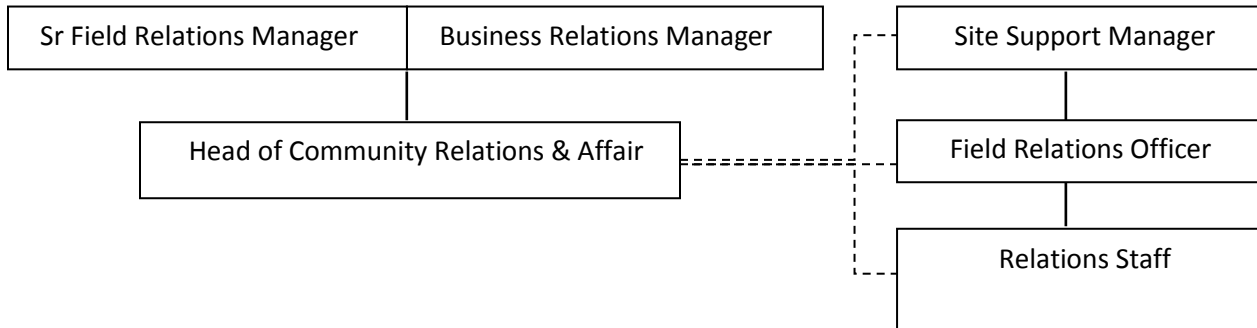 Sr Field Relations Manager
Business Relations Manager
Site Support Manager
Head of Community Relations & Affair
Field Relations Officer
Relations Staff